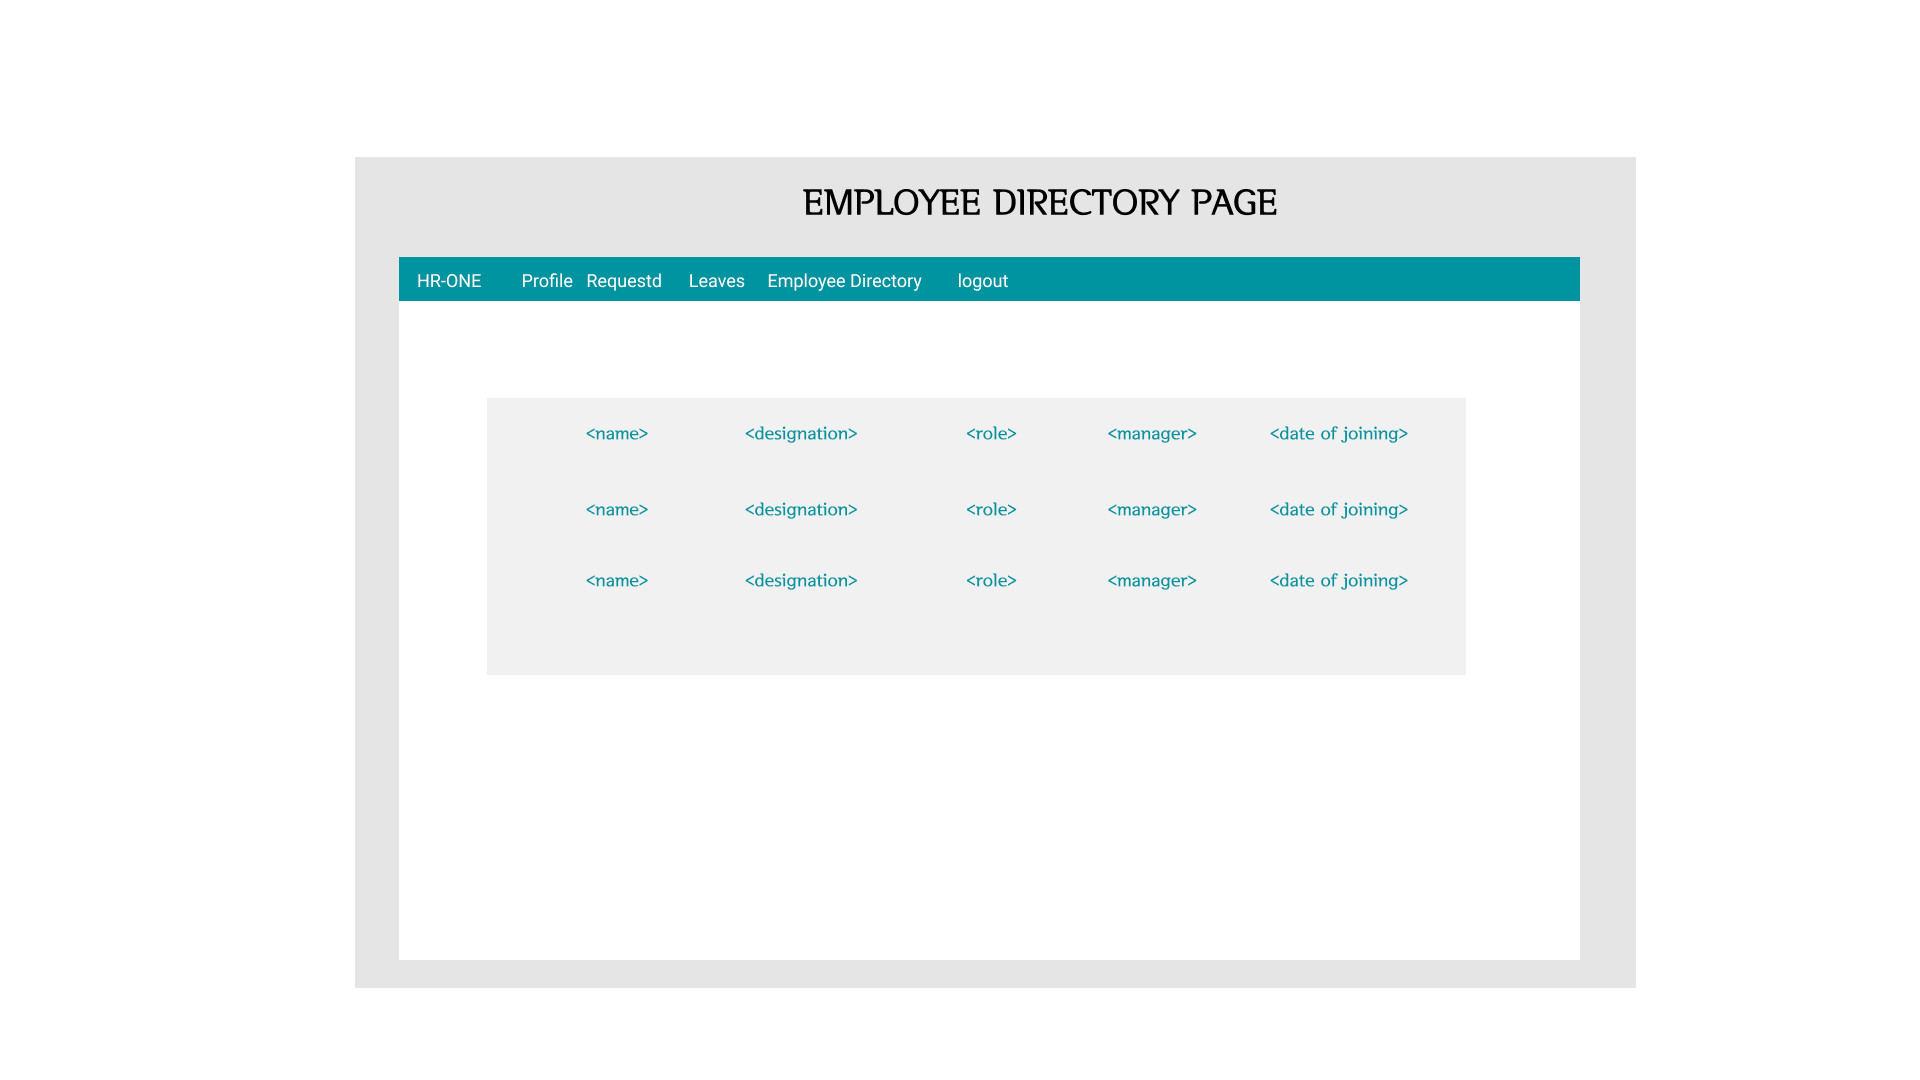 EMPLOYEE DIRECTORY PAGE
HR-ONE Profile Requestd Leaves Employee Directory logout
<name> <designation> <role> <manager> <date of joining>
<name> <designation> <role> <manager> <date of joining>
<name> <designation> <role> <manager> <date of joining>